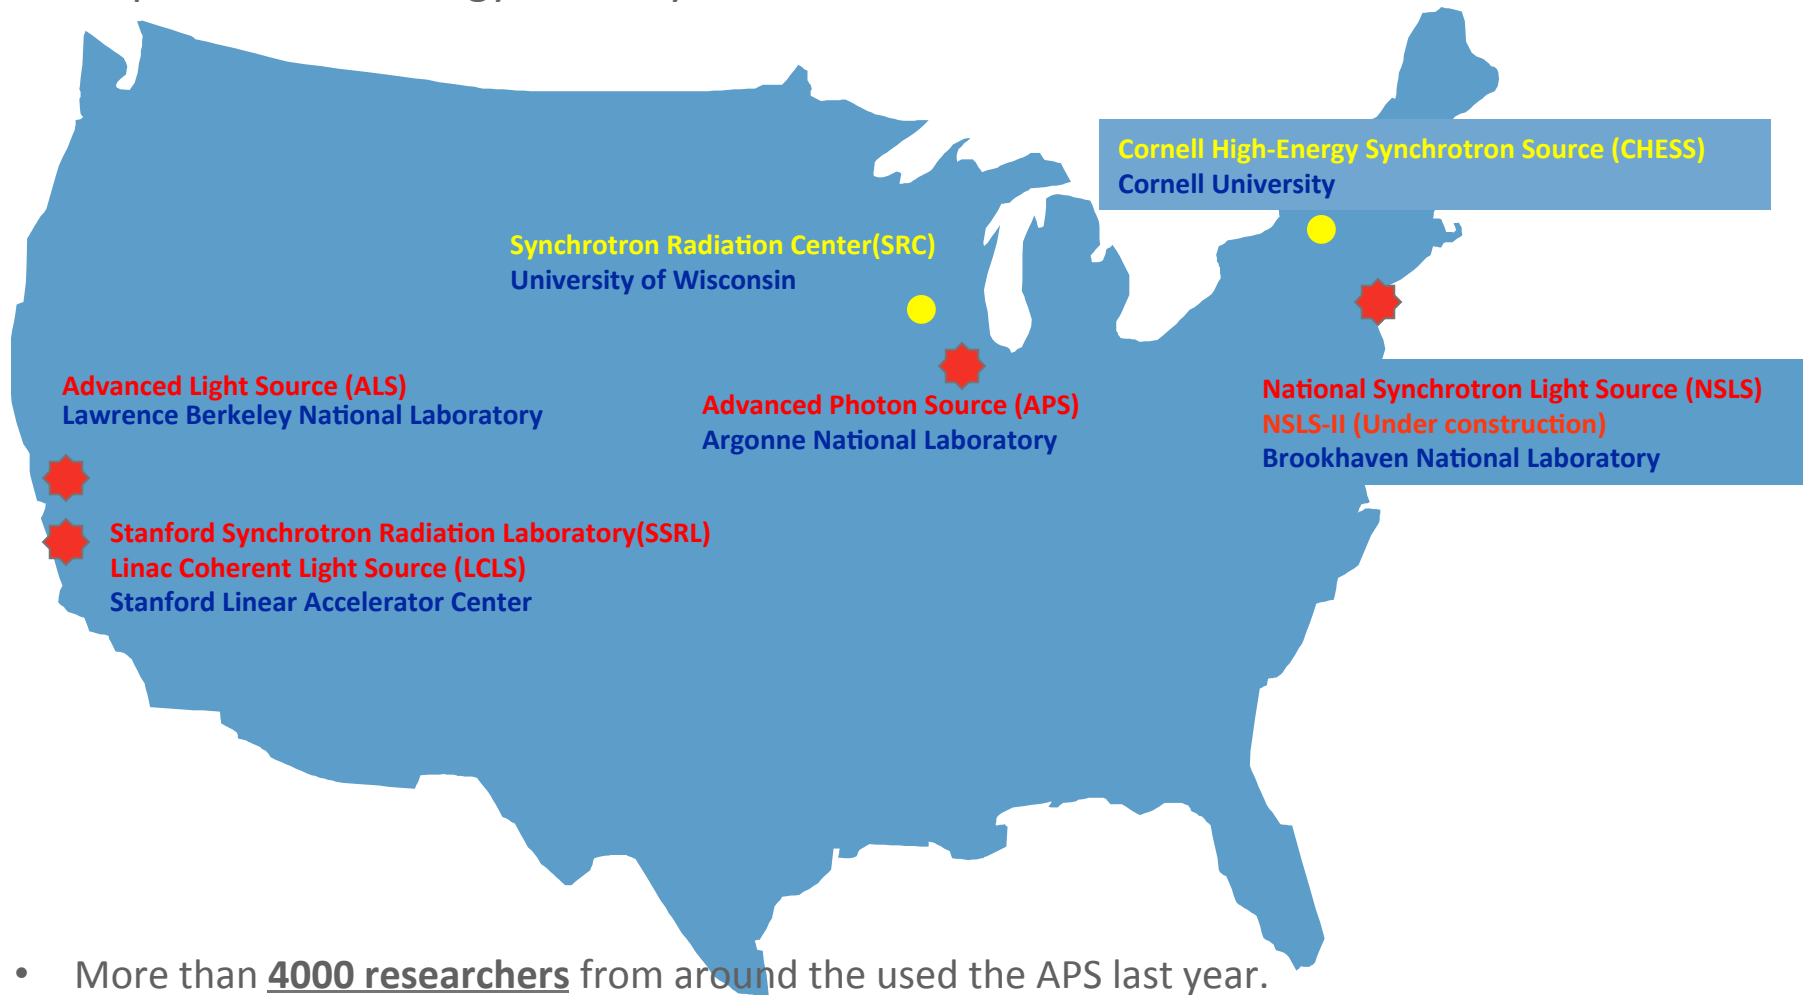 Cornell High-Energy Synchrotron Source (CHESS)
Cornell University
Synchrotron Radiation Center(SRC)
University of Wisconsin
Advanced Light Source (ALS)
Lawrence Berkeley National Laboratory
Advanced Photon Source (APS)
Argonne National Laboratory
National Synchrotron Light Source (NSLS)
NSLS-II (Under construction)
Brookhaven National Laboratory
Stanford Synchrotron Radiation Laboratory(SSRL)
Linac Coherent Light Source (LCLS)
Stanford Linear Accelerator Center
• More than 4000 researchers from around the used the APS last year.